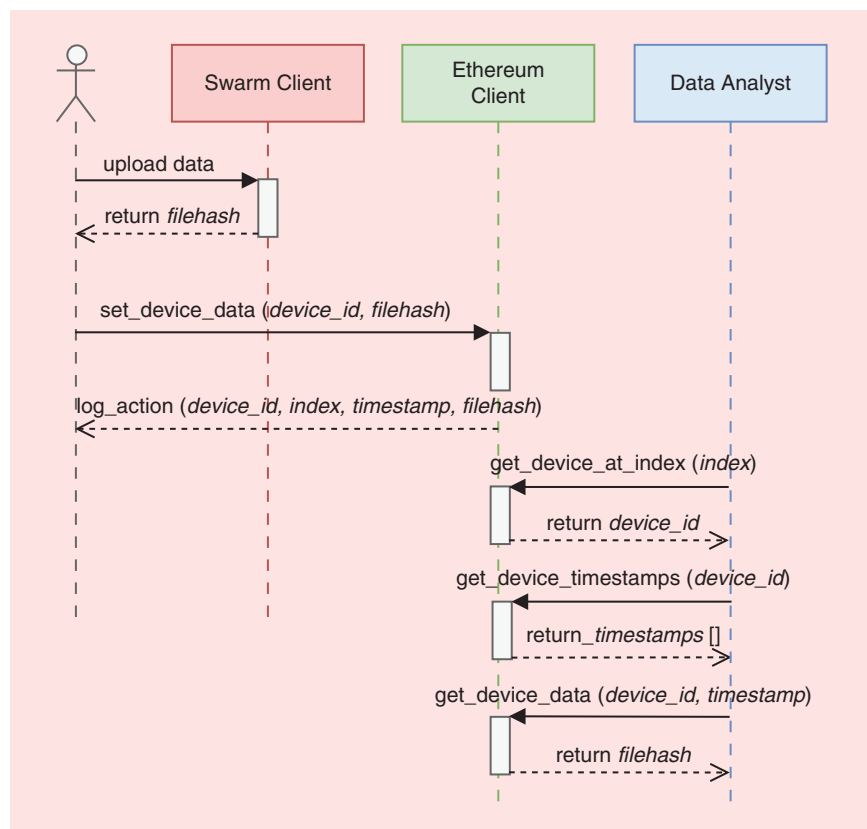 Swarm Client
Ethereum
Client
Data Analyst
upload data
return filehash
set_device_data (device_id, filehash)
log_action (device_id, index, timestamp, filehash)
get_device_at_index (index)
return device_id
get_device_timestamps (device_id)
return_timestamps []
get_device_data (device_id, timestamp)
return filehash